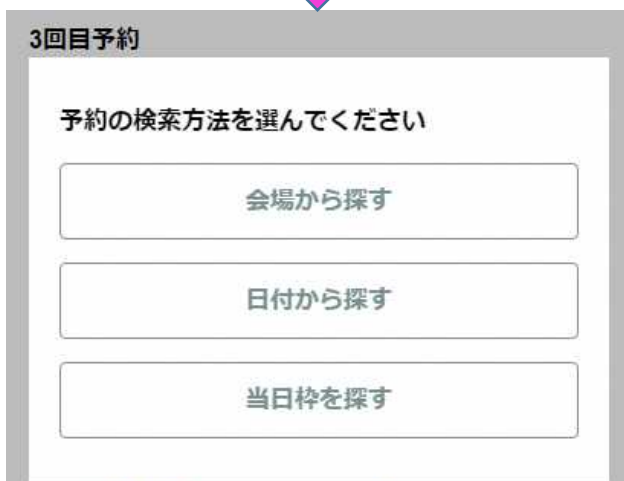 3回目予約
予約の検索方法を選んでください
会場から探す
日付から探す
当日枠を探す